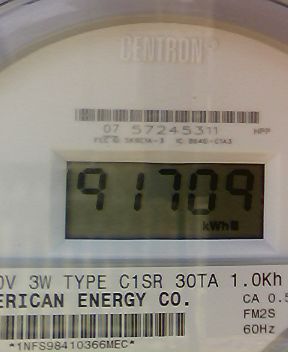 CENTRON®
07 57245311 HPP
91709
kWh
0V 3W TYPE C1SR 30TA 1.0Kh
ERICAN ENERGY CO.
CA 0.5
FM2S
60Hz
*1NFS98410366MEC*